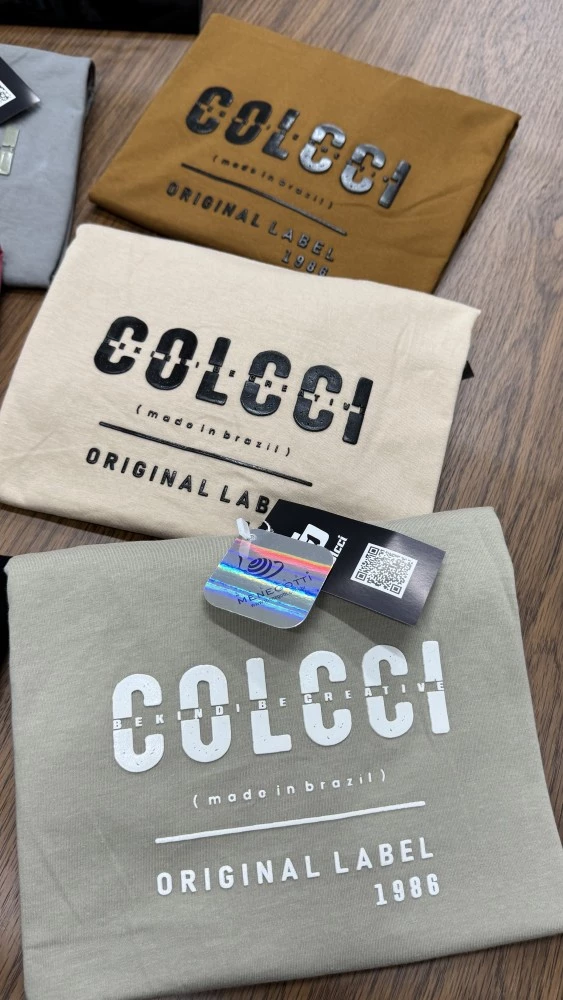 COLCCI
(made in brazil)
ORIGINAL LABEL
1986
COLCCI
(made in brazil)
ORIGINAL LAB
MENEGOTTI
COLCCI
BE KIND I BE CREATIVE
(made in brazil)
ORIGINAL LABEL
1986